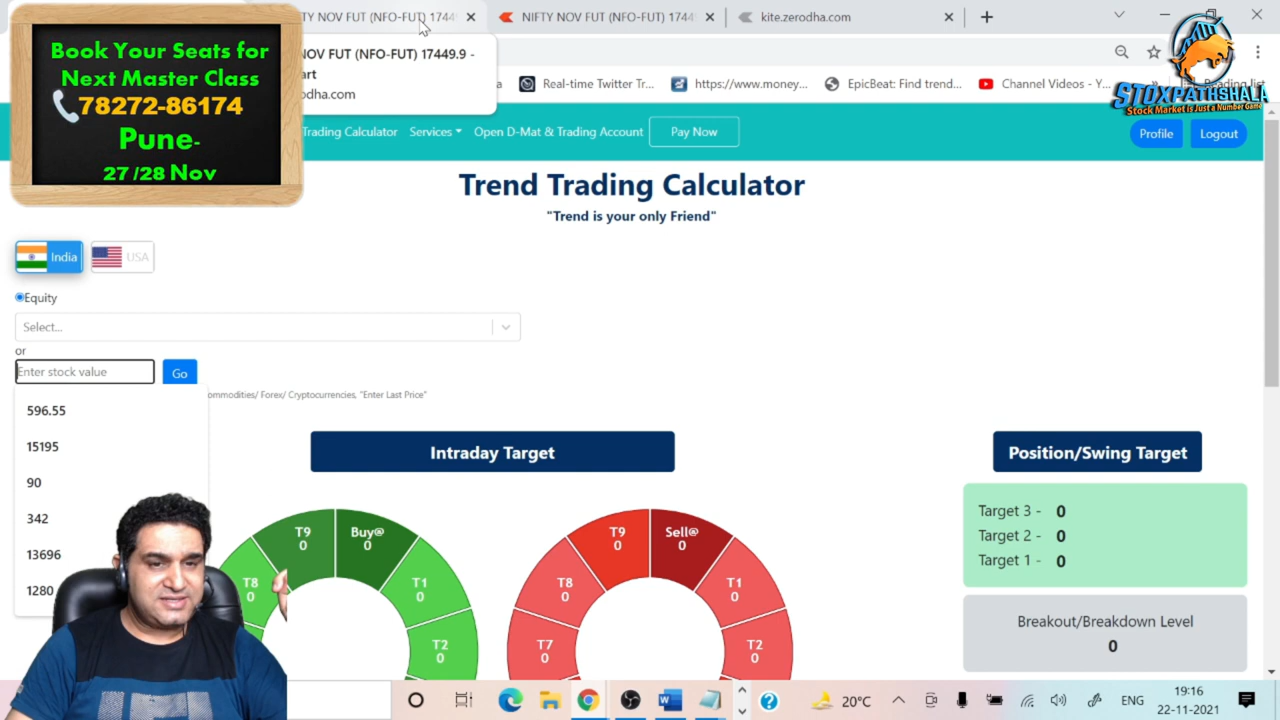 Book Your Seats for
Next Master Class
78272-86174
Pune-
27 /28 Nov
TY NOV FUT (NFO-FUT) 1744
NIFTY NOV FUT (NFO-FUT) 1744
kite.zerodha.com
NOV FUT (NFO-FUT) 17449.9 -
art
odha.com
Real-time Twitter Tr...
https://www.money...
EpicBeat: Find trend...
Channel Videos - Y...
STOXPATHSHALA
Stock Market is Just a Number Game
Trading Calculator
Services
Open D-Mat & Trading Account
Pay Now
Profile
Logout
Trend Trading Calculator
"Trend is your only Friend"
India
USA
Equity
Select...
or
Enter stock value
Go
ommodities/ Forex/ Cryptocurrencies, "Enter Last Price"
596.55
15195
90
342
13696
1280
Intraday Target
Position/Swing Target
T9
0
Buy@
0
T8
0
T1
0
T2
0
T9
0
Sell@
0
T8
0
T1
0
T7
0
T2
0
Target 3 - 0
Target 2 - 0
Target 1 - 0
Breakout/Breakdown Level
0
20°C
ENG
19:16
22-11-2021